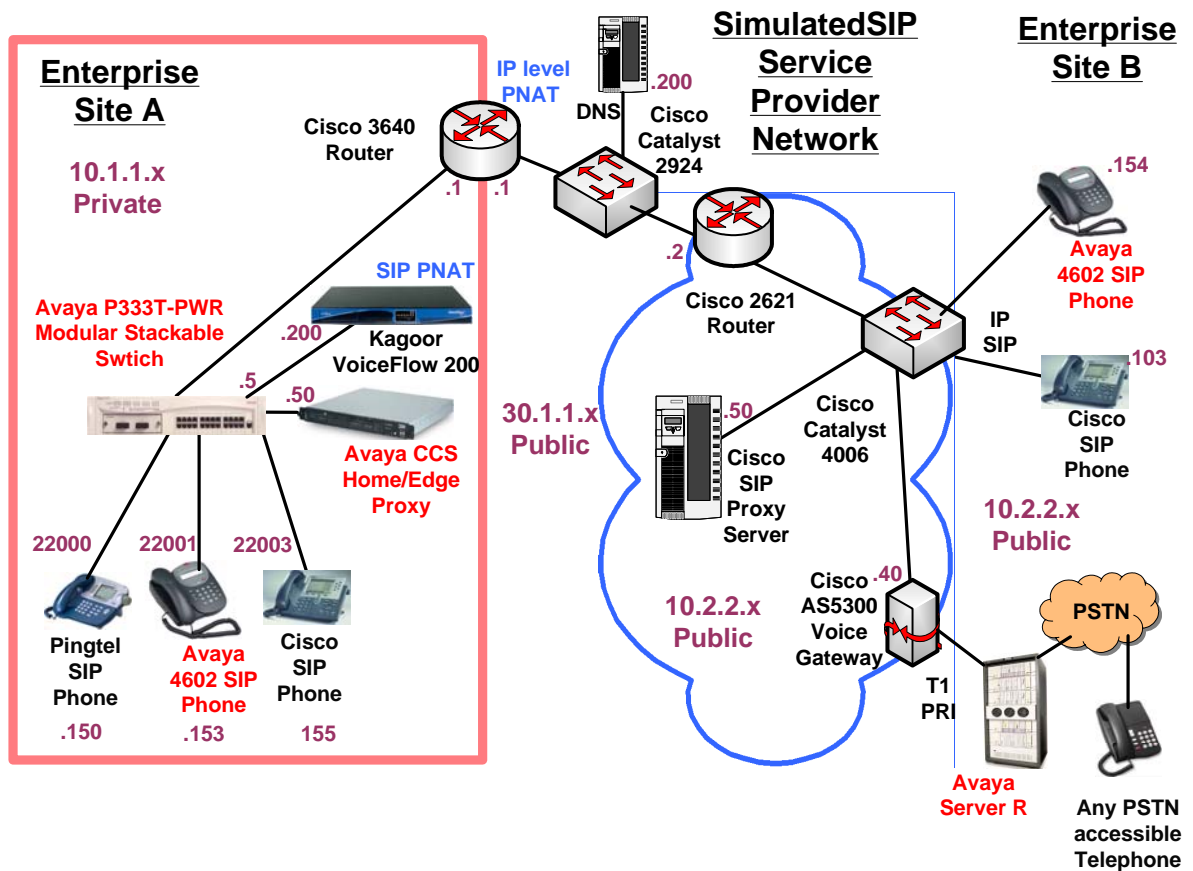 Enterprise
Site A
10.1.1.x
Private
Cisco 3640
Router
IP level
PNAT
.1
.1
DNS
.200
Cisco
Catalyst
2924
SimulatedSIP
Service
Provider
Network
Enterprise
Site B
.154
Avaya
4602 SIP
Phone
.2
Cisco 2621
Router
IP
SIP
.103
Cisco
SIP
Phone
SIP PNAT
Avaya P333T-PWR
Modular Stackable
Swtich
.200
Kagoor
VoiceFlow 200
.5
.50
Avaya CCS
Home/Edge
Proxy
30.1.1.x
Public
.50
Cisco
SIP
Proxy
Server
Cisco
Catalyst
4006
10.2.2.x
Public
22000
22001
22003
Pingtel
SIP
Phone
.150
Avaya
4602 SIP
Phone
.153
Cisco
SIP
Phone
155
10.2.2.x
Public
Cisco
AS5300
Voice
Gateway
.40
T1
PRI
PSTN
Avaya
Server R
Any PSTN
accessible
Telephone